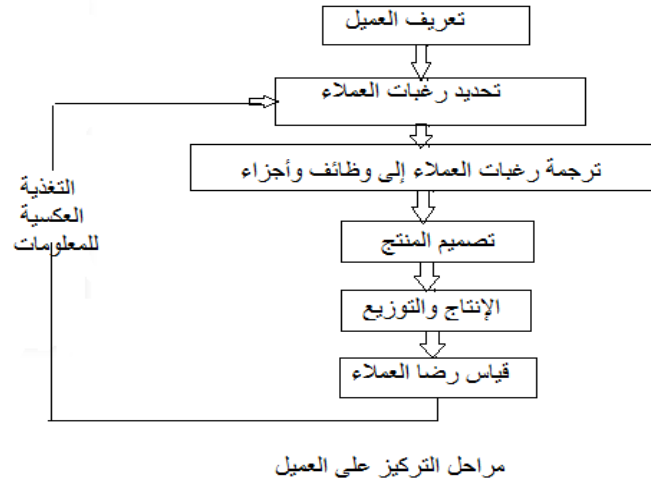 تعريف العميل
تحديد رغبات العملاء
ترجمة رغبات العملاء إلى وظائف وأجزاء
التغذية
العكسية
للمعلومات
تصميم المنتج
الإنتاج والتوزيع
قياس رضا العملاء
مراحل التركيز على العميل